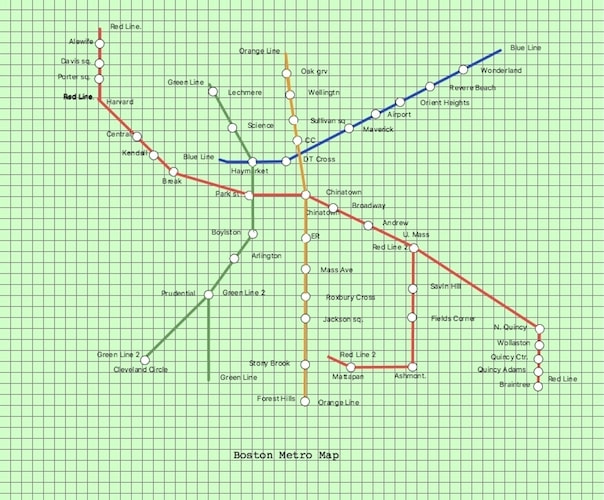 Red Line.
Alewife
Davis sq.
Porter sq.
Red Line
Harvard
Central
Kendall
Break
Orange Line
Oak grv
Wellingtn
Sullivan sq
CC
DT Cross
Green Line
Lechmere
Science
Blue Line
Haymarket
Blue Line
Wonderland
Revere Beach
Orient Heights
Airport
Maverick
Park st
Chinatown
Chinatown
Broadway
Andrew
U. Mass
Red Line 2
Boylston
ER
Arlington
Mass Ave
Savin Hill
Prudential
Green Line 2
Roxbury Cross
Jackson sq.
Fields Corner
N. Quincy
Wollaston
Quincy Ctr.
Quincy Adams
Red Line
Braintree
Green Line 2
Cleveland Circle
Green Line
Stony Brook
Red Line 2
Mattapan
Ashmont.
Forest Hills
Orange Line
Boston Metro Map